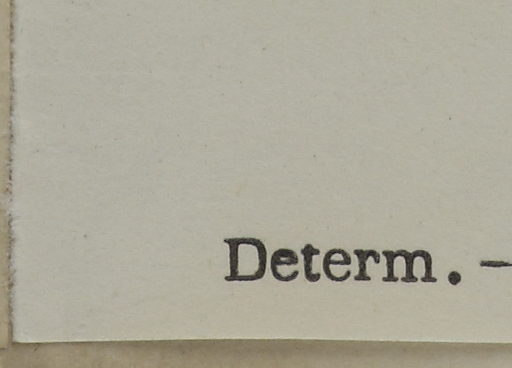 Determ. —